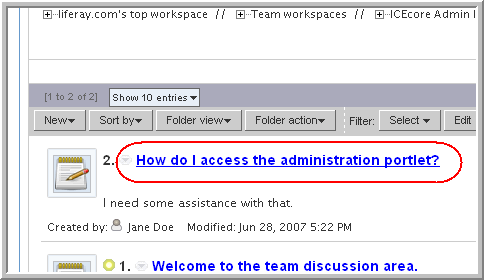 liferay.com's top workspace // Team workspaces // ICEcore Admin
[1 to 2 of 2] Show 10 entries
New Sort by Folder view Folder action Filter: Select Edit
2. How do I access the administration portlet?
I need some assistance with that.
Created by: Jane Doe Modified: Jun 28, 2007 5:22 PM
1. Welcome to the team discussion area.